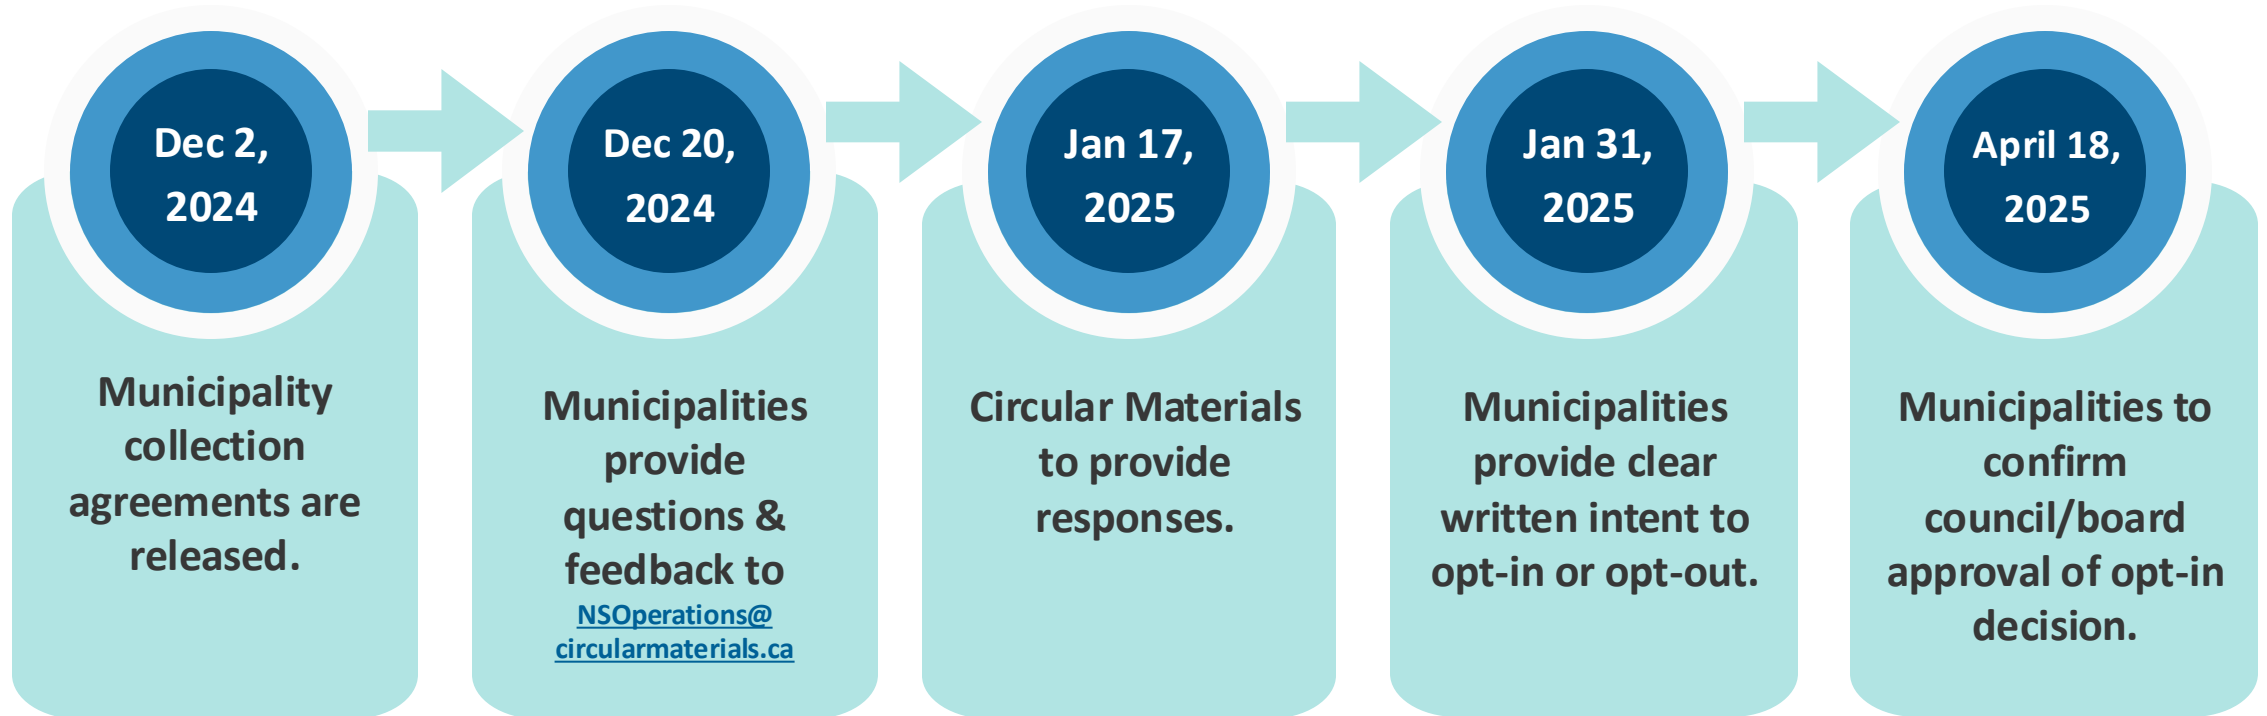 Dec 2,
2024
Municipality
collection
agreements are
released.
Dec 20,
2024
Municipalities
provide
questions &
feedback to
NSOperations@
circularmaterials.ca
Jan 17,
2025
Circular Materials
to provide
responses.
Jan 31,
2025
Municipalities
provide clear
written intent to
opt-in or opt-out.
April 18,
2025
Municipalities to
confirm
council/board
approval of opt-in
decision.